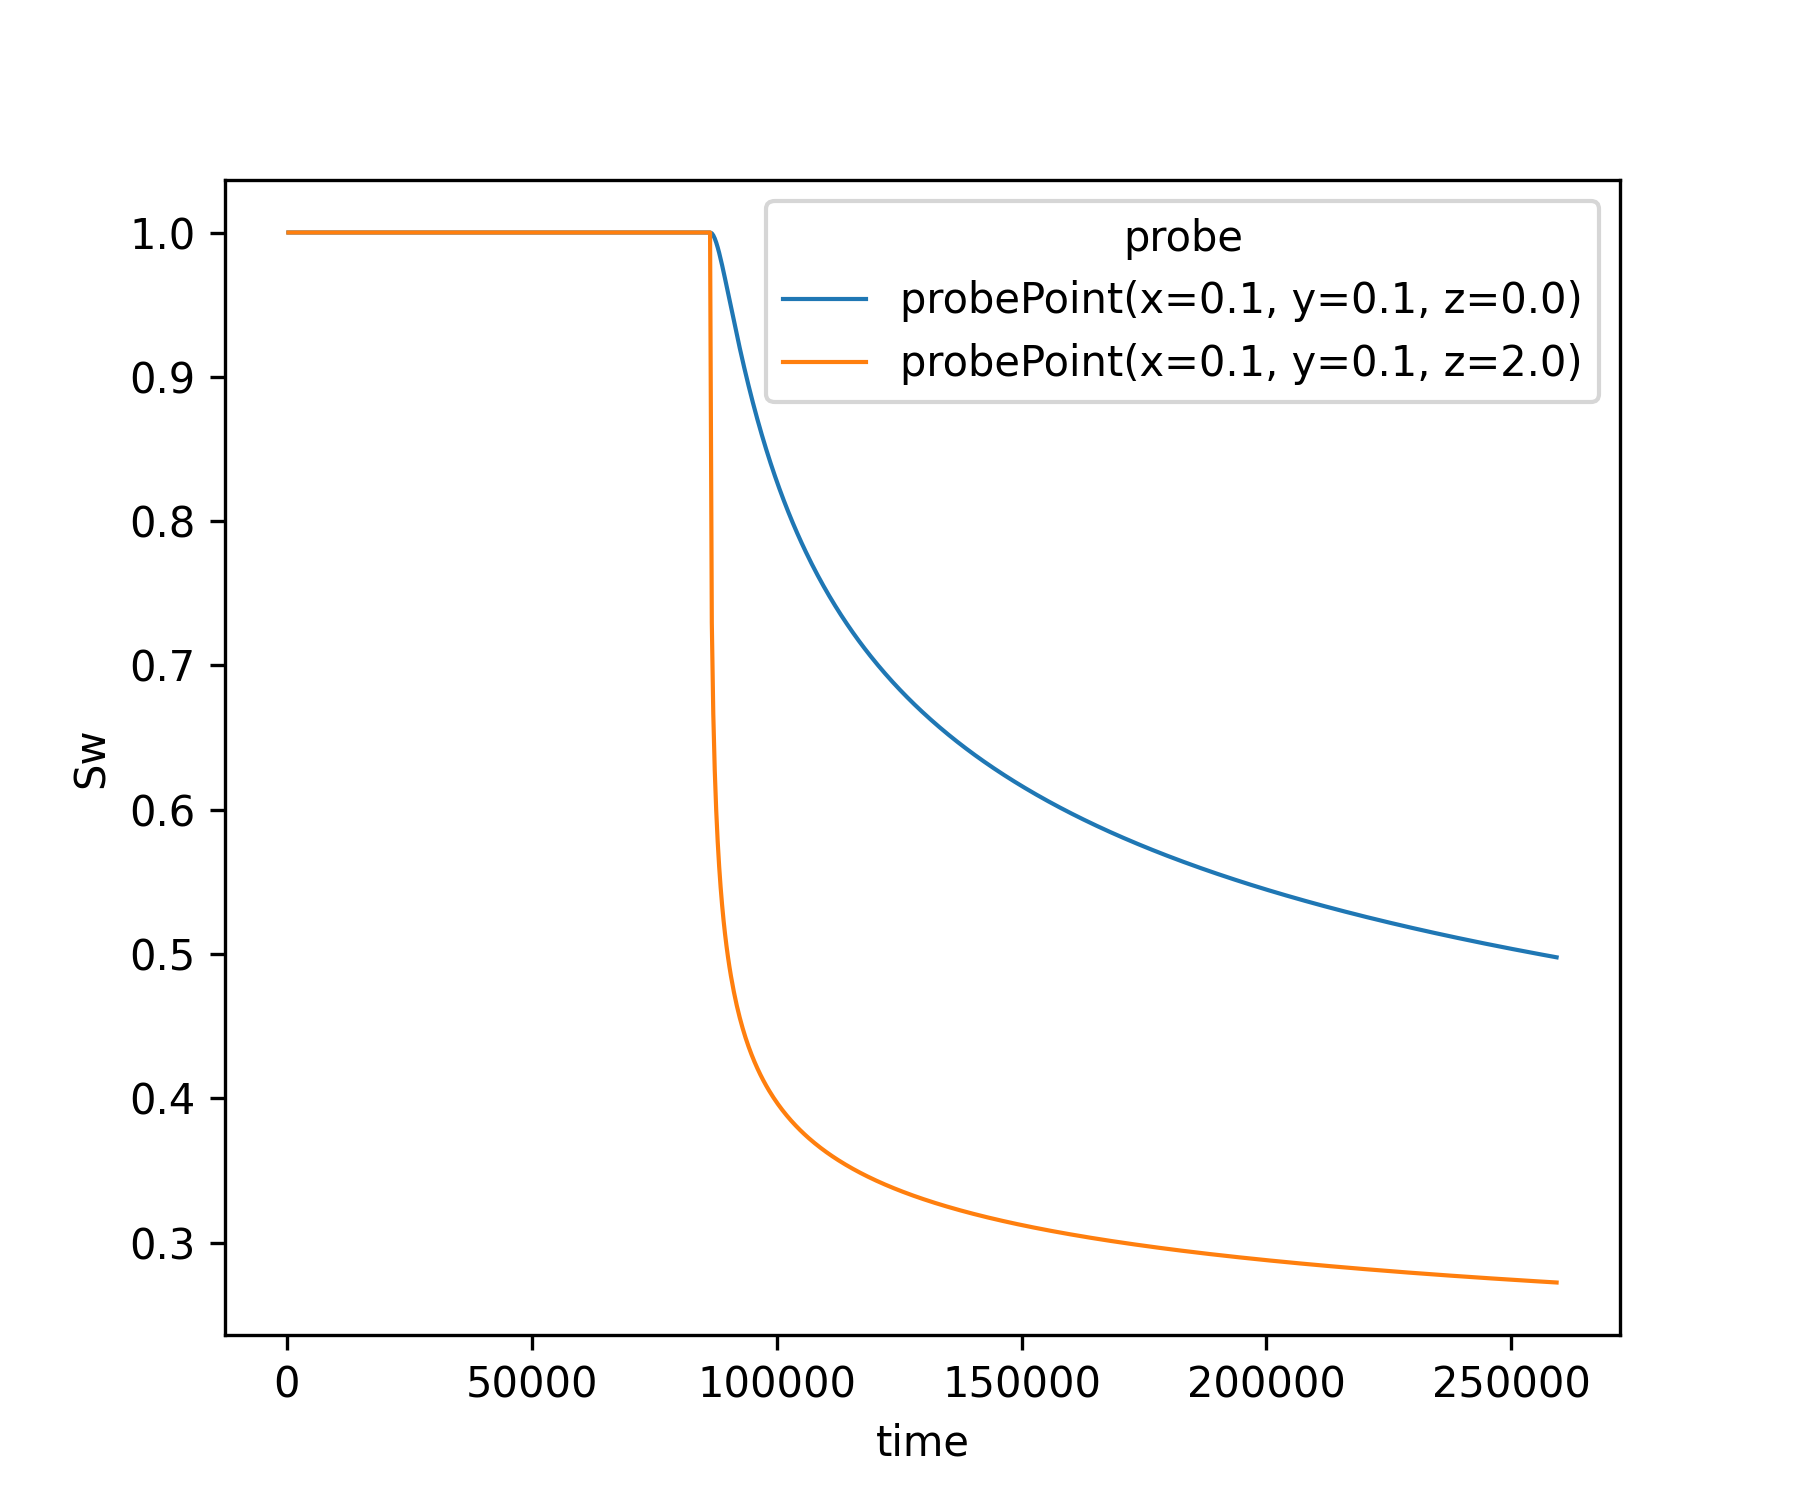 probe
probePoint(x=0.1, y=0.1, z=0.0)
probePoint(x=0.1, y=0.1, z=2.0)
1.0
0.9
0.8
0.7
0.6
0.5
0.4
0.3
Sw
0 50000 100000 150000 200000 250000
time